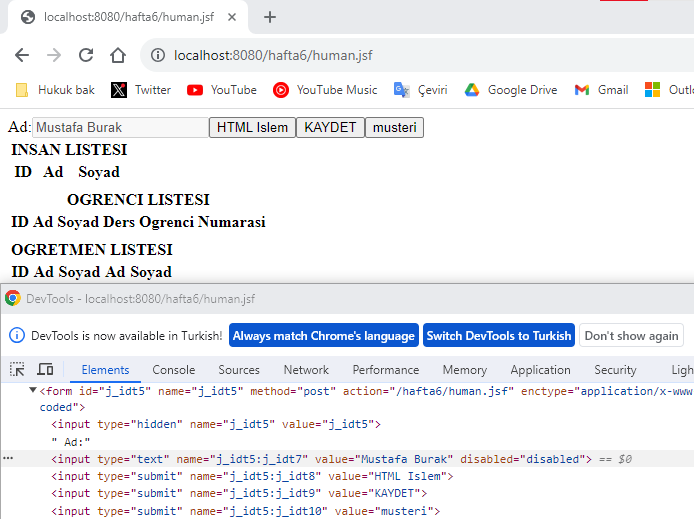 localhost:8080/hafta6/human.jsf
localhost:8080/hafta6/human.jsf
Hukuk bak Twitter YouTube YouTube Music Çeviri Google Drive Gmail Outlo
Ad: Mustafa Burak HTML Islem KAYDET musteri
INSAN LISTESI
ID Ad Soyad
OGRENCI LISTESI
ID Ad Soyad Ders Ogrenci Numarasi
OGRETMEN LISTESI
ID Ad Soyad Ad Soyad
DevTools - localhost:8080/hafta6/human.jsf
DevTools is now available in Turkish! Always match Chrome's language Switch DevTools to Turkish Don't show again
Elements Console Sources Network Performance Memory Application Security Ligh
<form id="j_idt5" name="j_idt5" method="post" action="/hafta6/human.jsf" enctype="application/x-www
coded">
<input type="hidden" name="j_idt5" value="j_idt5">
" Ad:"
<input type="text" name="j_idt5:j_idt7" value="Mustafa Burak" disabled="disabled"> == $0
<input type="submit" name="j_idt5:j_idt8" value="HTML Islem">
<input type="submit" name="j_idt5:j_idt9" value="KAYDET">
<input type="submit" name="j_idt5:j_idt10" value="musteri">